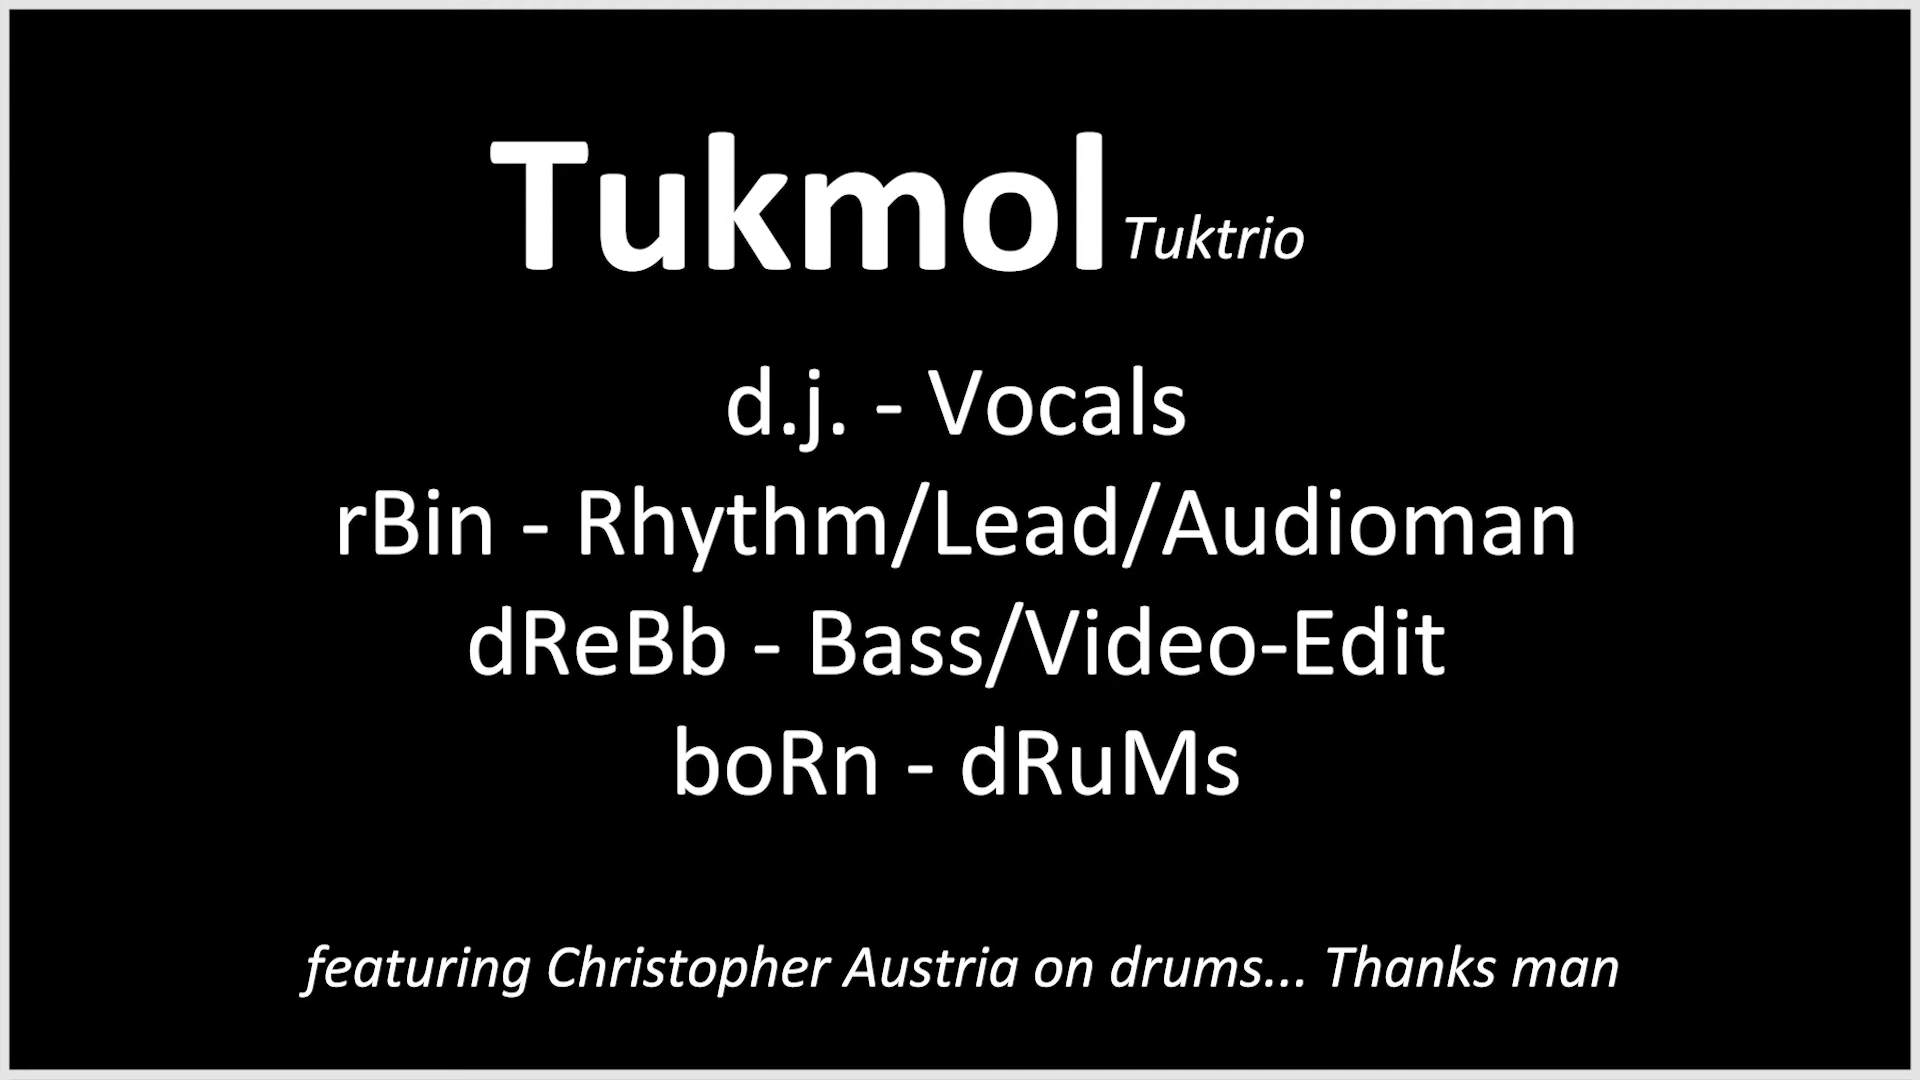 Tukmol Tuktrio
d.j. - Vocals
rBin - Rhythm/Lead/Audioman
dReBb - Bass/Video-Edit
boRn - dRuMs
featuring Christopher Austria on drums... Thanks man